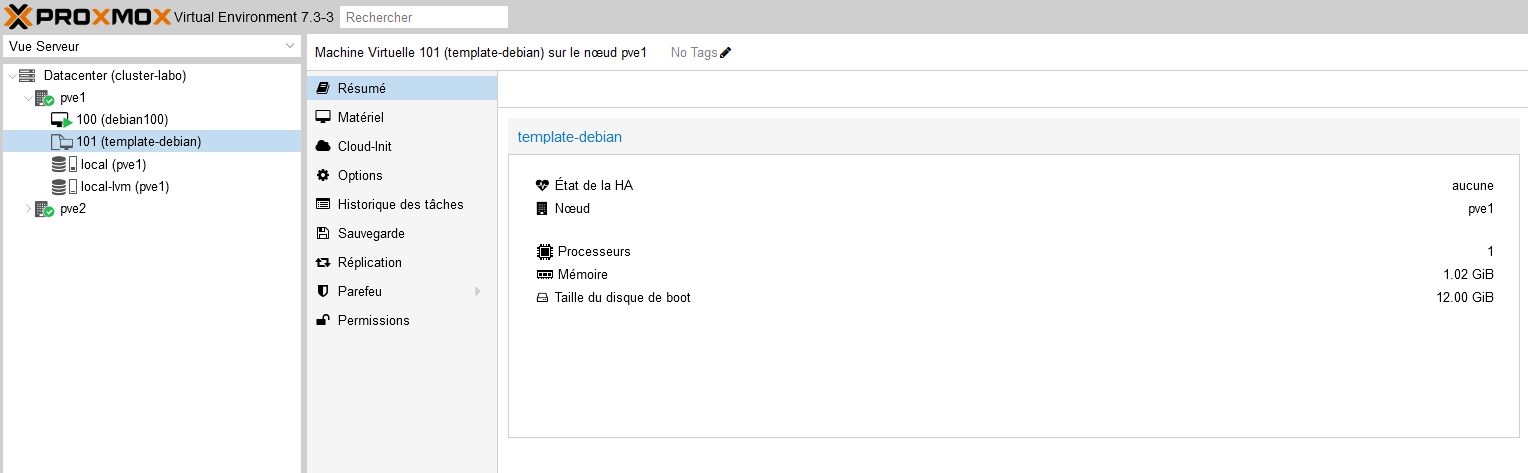 PROXMOX Virtual Environment 7.3-3 Rechercher
Vue Serveur
Datacenter (cluster-labo)
pve1
100 (debian100)
101 (template-debian)
local (pve1)
local-lvm (pve1)
pve2
Machine Virtuelle 101 (template-debian) sur le nœud pve1 No Tags
Résumé
Matériel
Cloud-Init
Options
Historique des tâches
Sauvegarde
Réplication
Parefeu
Permissions
template-debian
État de la HA aucune
Nœud pve1
Processeurs 1
Mémoire 1.02 GiB
Taille du disque de boot 12.00 GiB